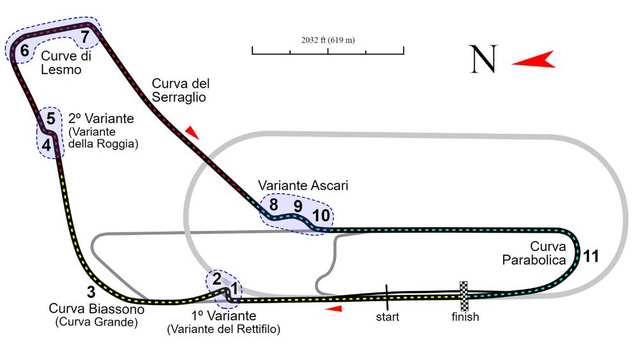 2032 ft (619 m)
N
7
6
Curve di
Lesmo
Curva del
Serraglio
5
4
2º Variante
(Variante
della Roggia)
Variante Ascari
8
9
10
Curva
Parabolica
11
3
Curva Biassono
(Curva Grande)
2
1
1º Variante
(Variante del Rettifilo)
start
finish